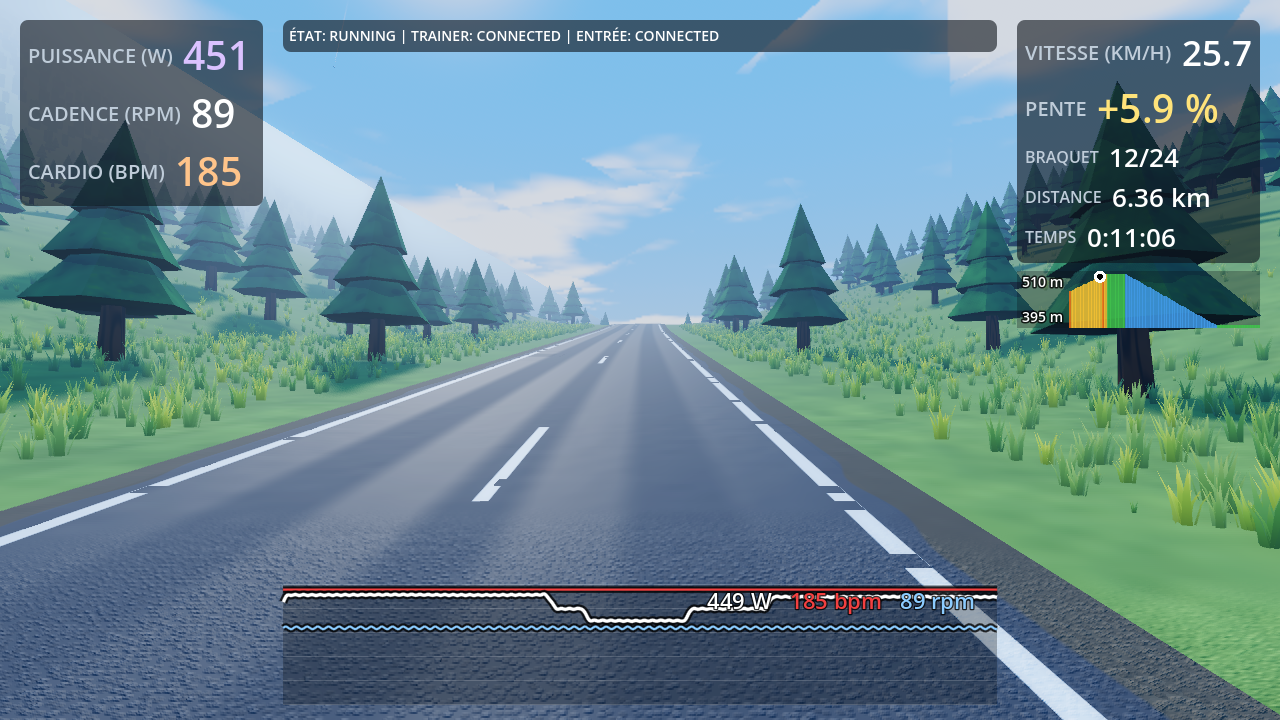 PUISSANCE (W) 451
CADENCE (RPM) 89
CARDIO (BPM) 185
ÉTAT: RUNNING | TRAINER: CONNECTED | ENTRÉE: CONNECTED
VITESSE (KM/H) 25.7
PENTE +5.9 %
BRAQUET 12/24
DISTANCE 6.36 km
TEMPS 0:11:06
510 m
395 m
449 W 185 bpm 89 rpm